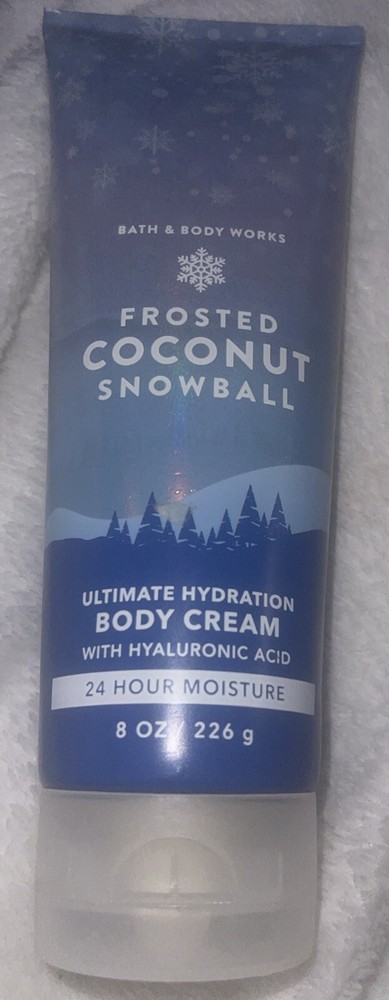 BATH & BODY WORKS
FROSTED
COCONUT
SNOWBALL
ULTIMATE HYDRATION
BODY CREAM
WITH HYALURONIC ACID
24 HOUR MOISTURE
8 OZ / 226 g